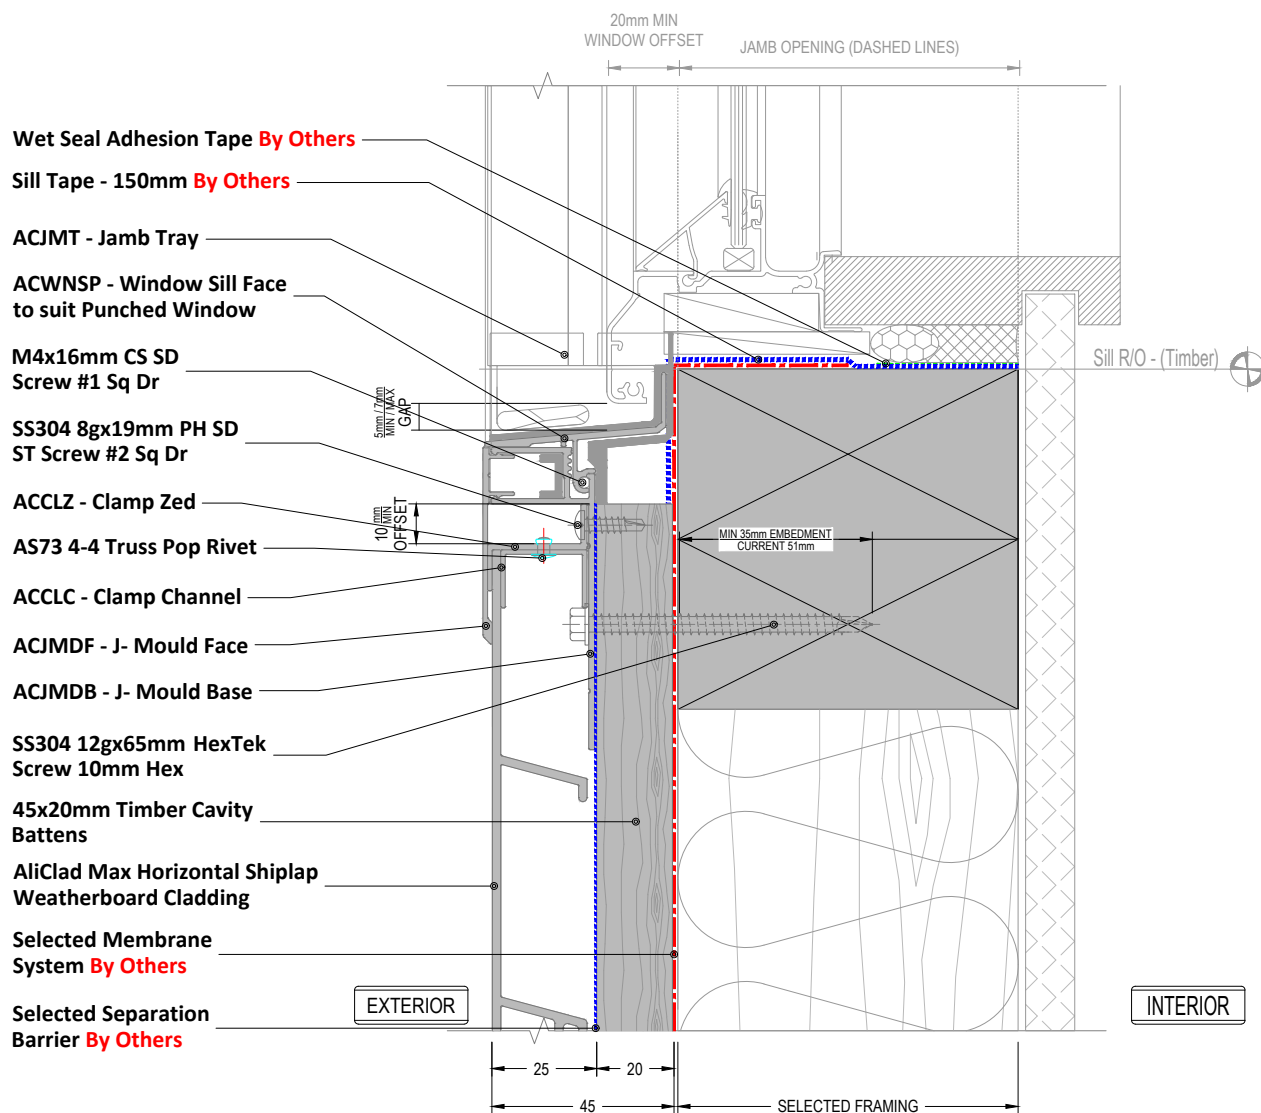 20mm MIN
WINDOW OFFSET
JAMB OPENING (DASHED LINES)
Wet Seal Adhesion Tape By Others
Sill Tape - 150mm By Others
ACJMT - Jamb Tray
ACWNSP - Window Sill Face
to suit Punched Window
M4x16mm CS SD
Screw #1 Sq Dr
SS304 8gx19mm PH SD
ST Screw #2 Sq Dr
ACCLZ - Clamp Zed
AS73 4-4 Truss Pop Rivet
ACCLC - Clamp Channel
ACJMDF - J- Mould Face
ACJMDB - J- Mould Base
SS304 12gx65mm HexTek
Screw 10mm Hex
45x20mm Timber Cavity
Battens
AliClad Max Horizontal Shiplap
Weatherboard Cladding
Selected Membrane
System By Others
Selected Separation
Barrier By Others
5mm / 7mm
MIN / MAX
GAP
10 mm
MIN
OFFSET
Sill R/O - (Timber)
MIN 35mm EMBEDMENT
CURRENT 51mm
EXTERIOR
INTERIOR
25
20
45
SELECTED FRAMING